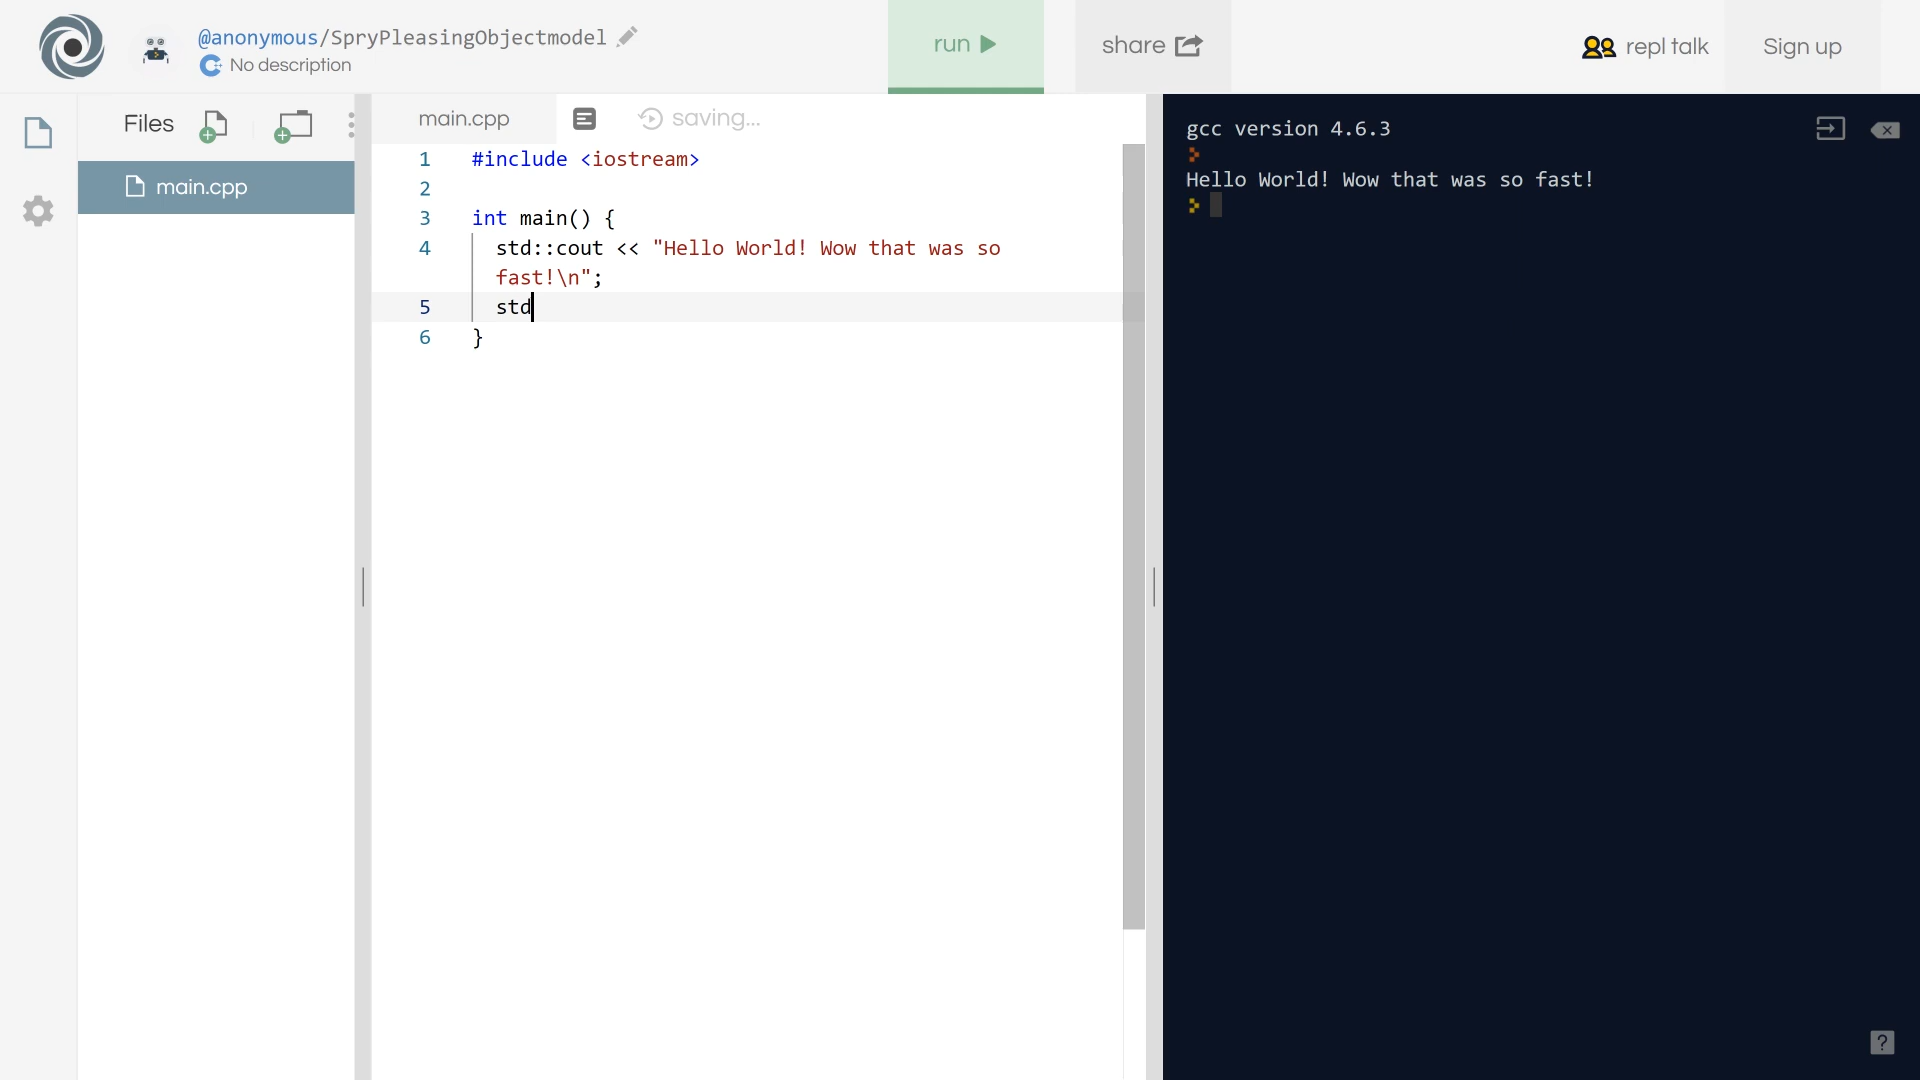 @anonymous/SpryPleasingObjectmodel
No description
run
share
repl talk
Sign up
Files
main.cpp
main.cpp
saving...
1 #include <iostream>
2
3 int main() {
4 std::cout << "Hello World! Wow that was so
fast!\n";
5 std
6 }
gcc version 4.6.3
Hello World! Wow that was so fast!
?